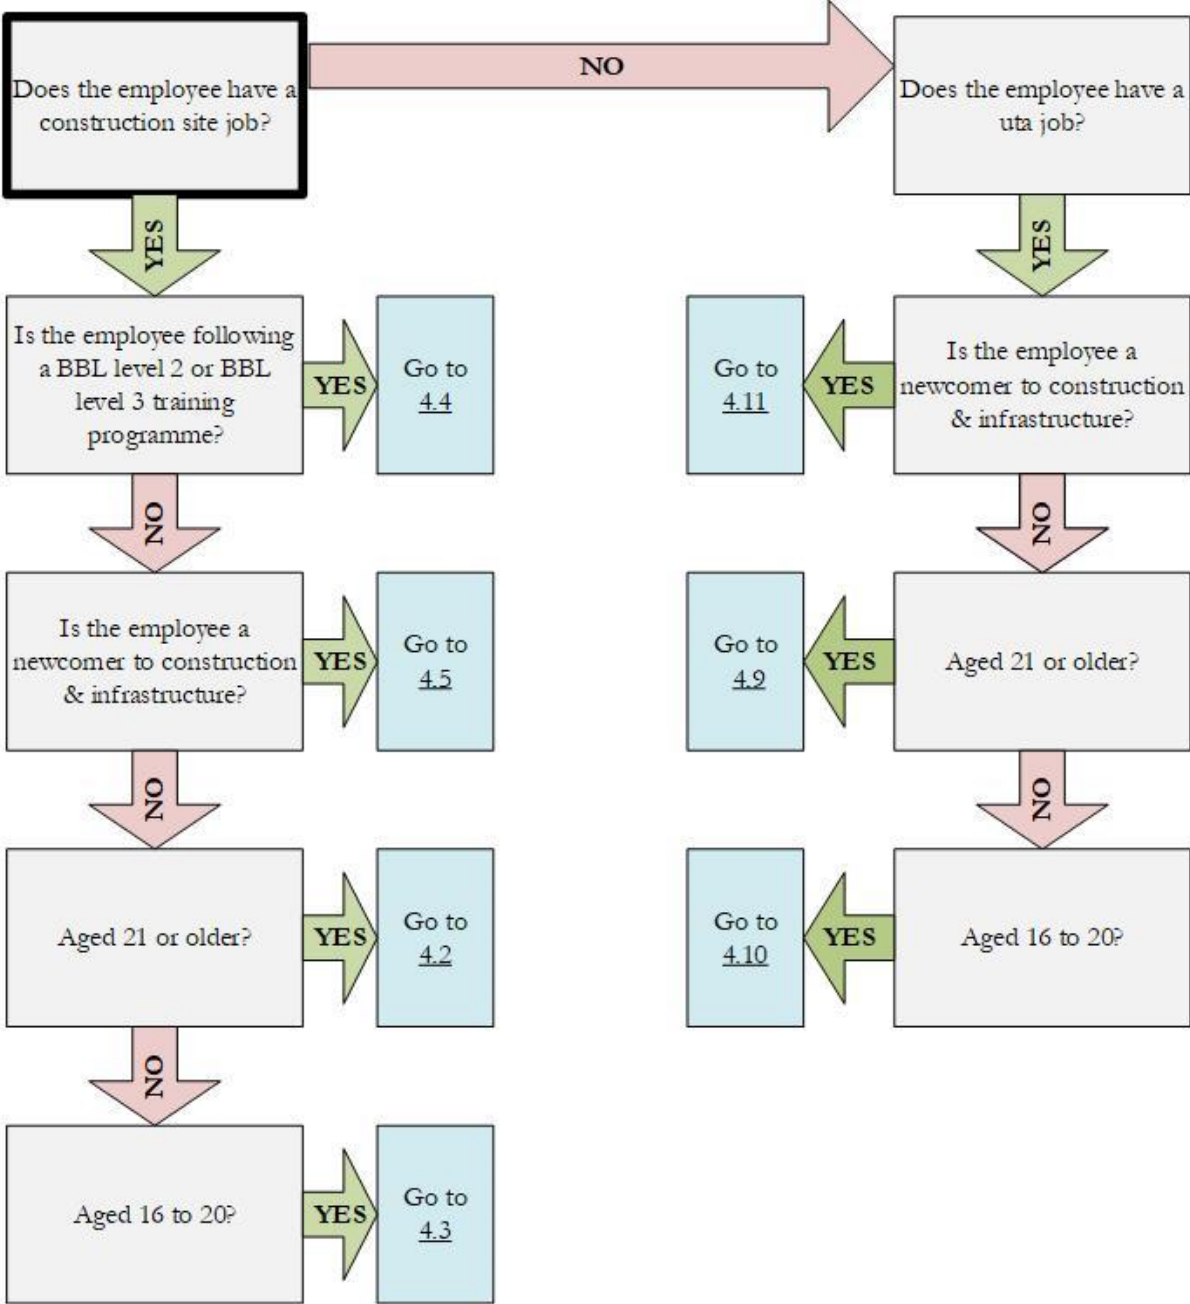 Does the employee have a
construction site job?
NO
Does the employee have a
uta job?
YES
YES
Is the employee following
a BBL level 2 or BBL
level 3 training
programme?
YES
Go to
4.4
Go to
4.11
YES
Is the employee a
newcomer to construction
& infrastructure?
NO
NO
Is the employee a
newcomer to construction
& infrastructure?
YES
Go to
4.5
Go to
4.9
YES
Aged 21 or older?
NO
NO
Aged 21 or older?
YES
Go to
4.2
Go to
4.10
YES
Aged 16 to 20?
NO
Aged 16 to 20?
YES
Go to
4.3